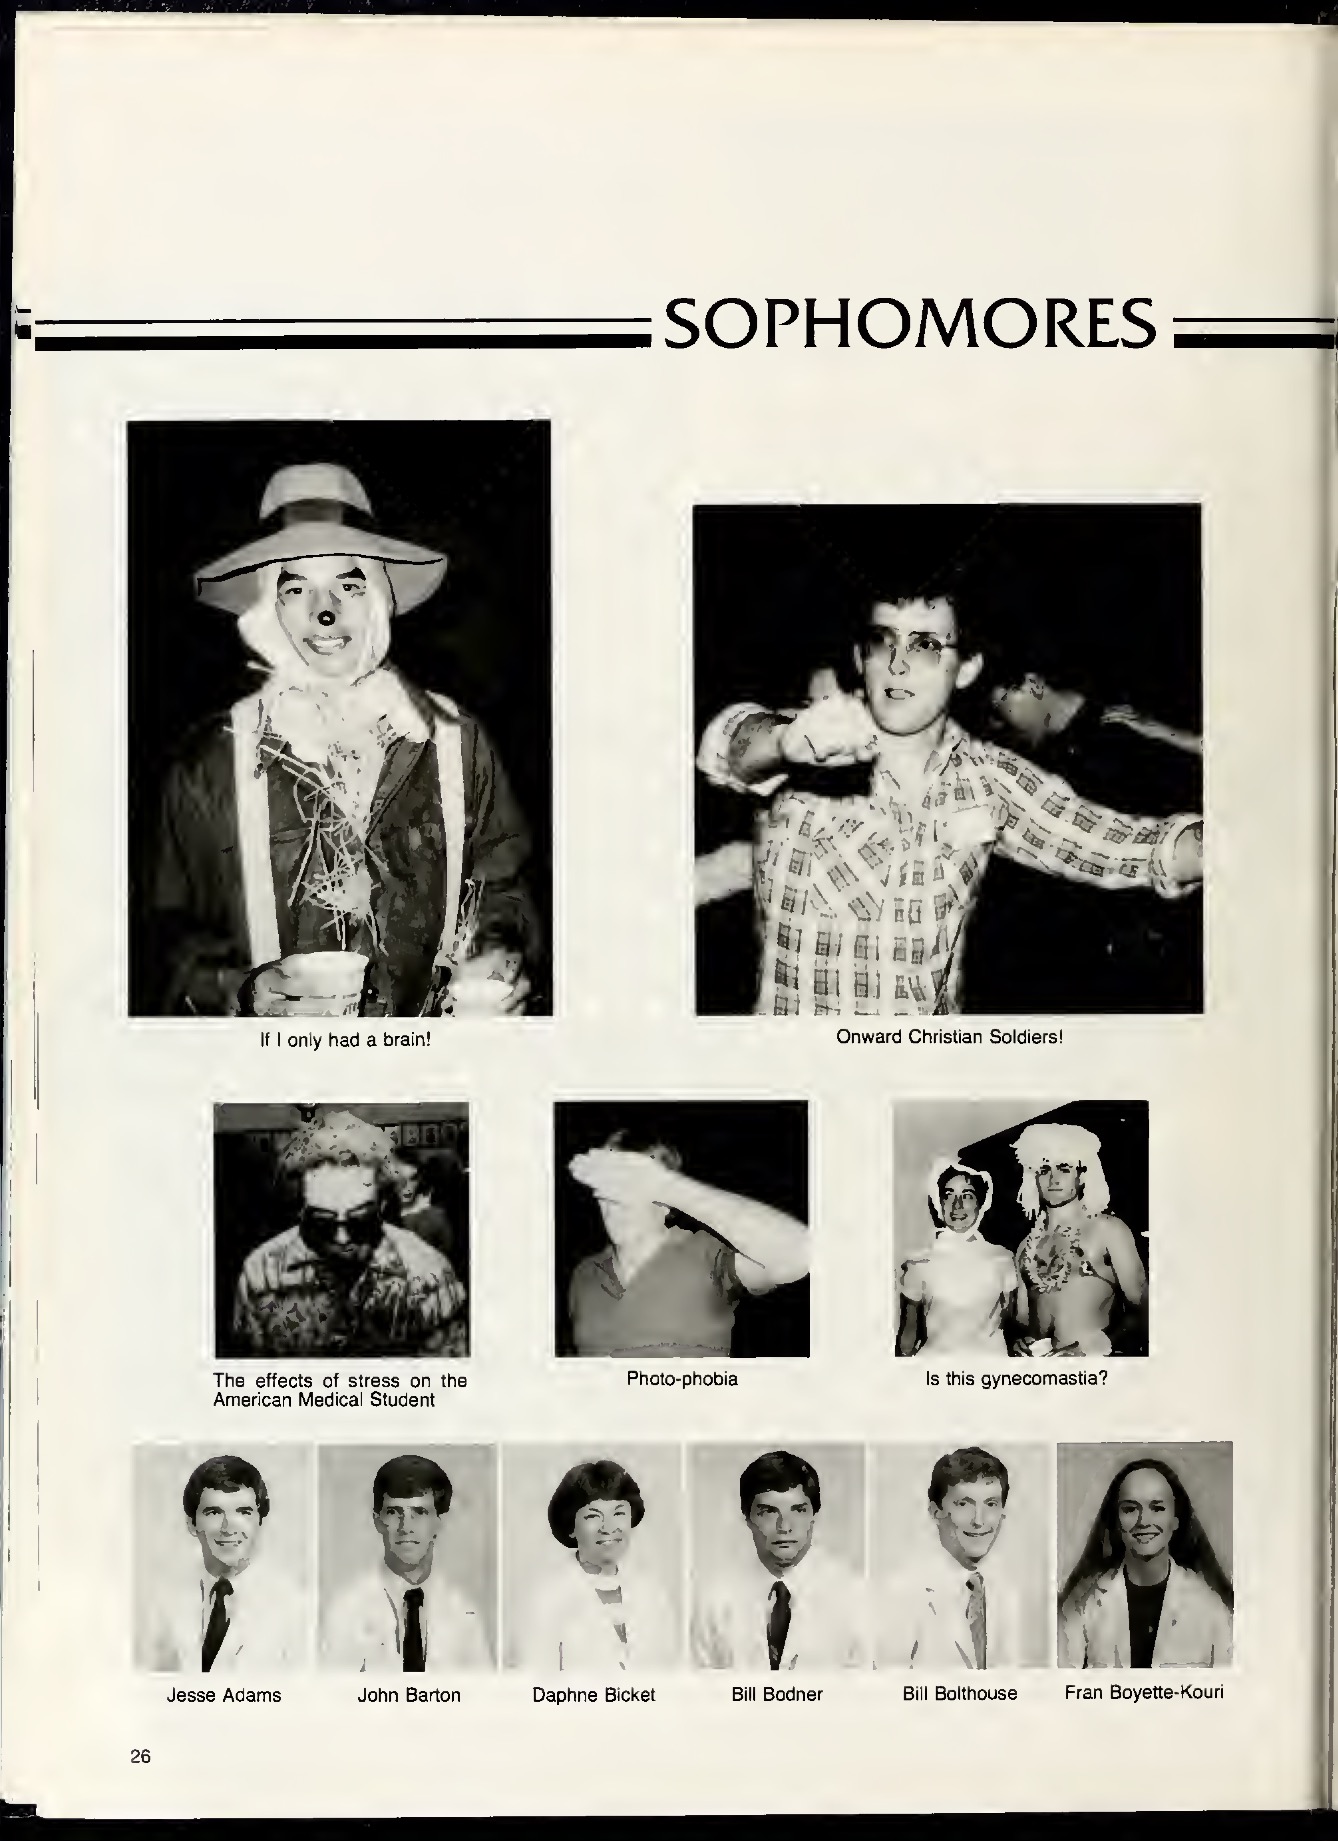 SOPHOMORES
If I only had a brain!
Onward Christian Soldiers!
The effects of stress on the
American Medical Student
Photo-phobia
Is this gynecomastia?
Jesse Adams
John Barton
Daphne Bicket
Bill Bodner
Bill Bolthouse
Fran Boyette-Kouri
26